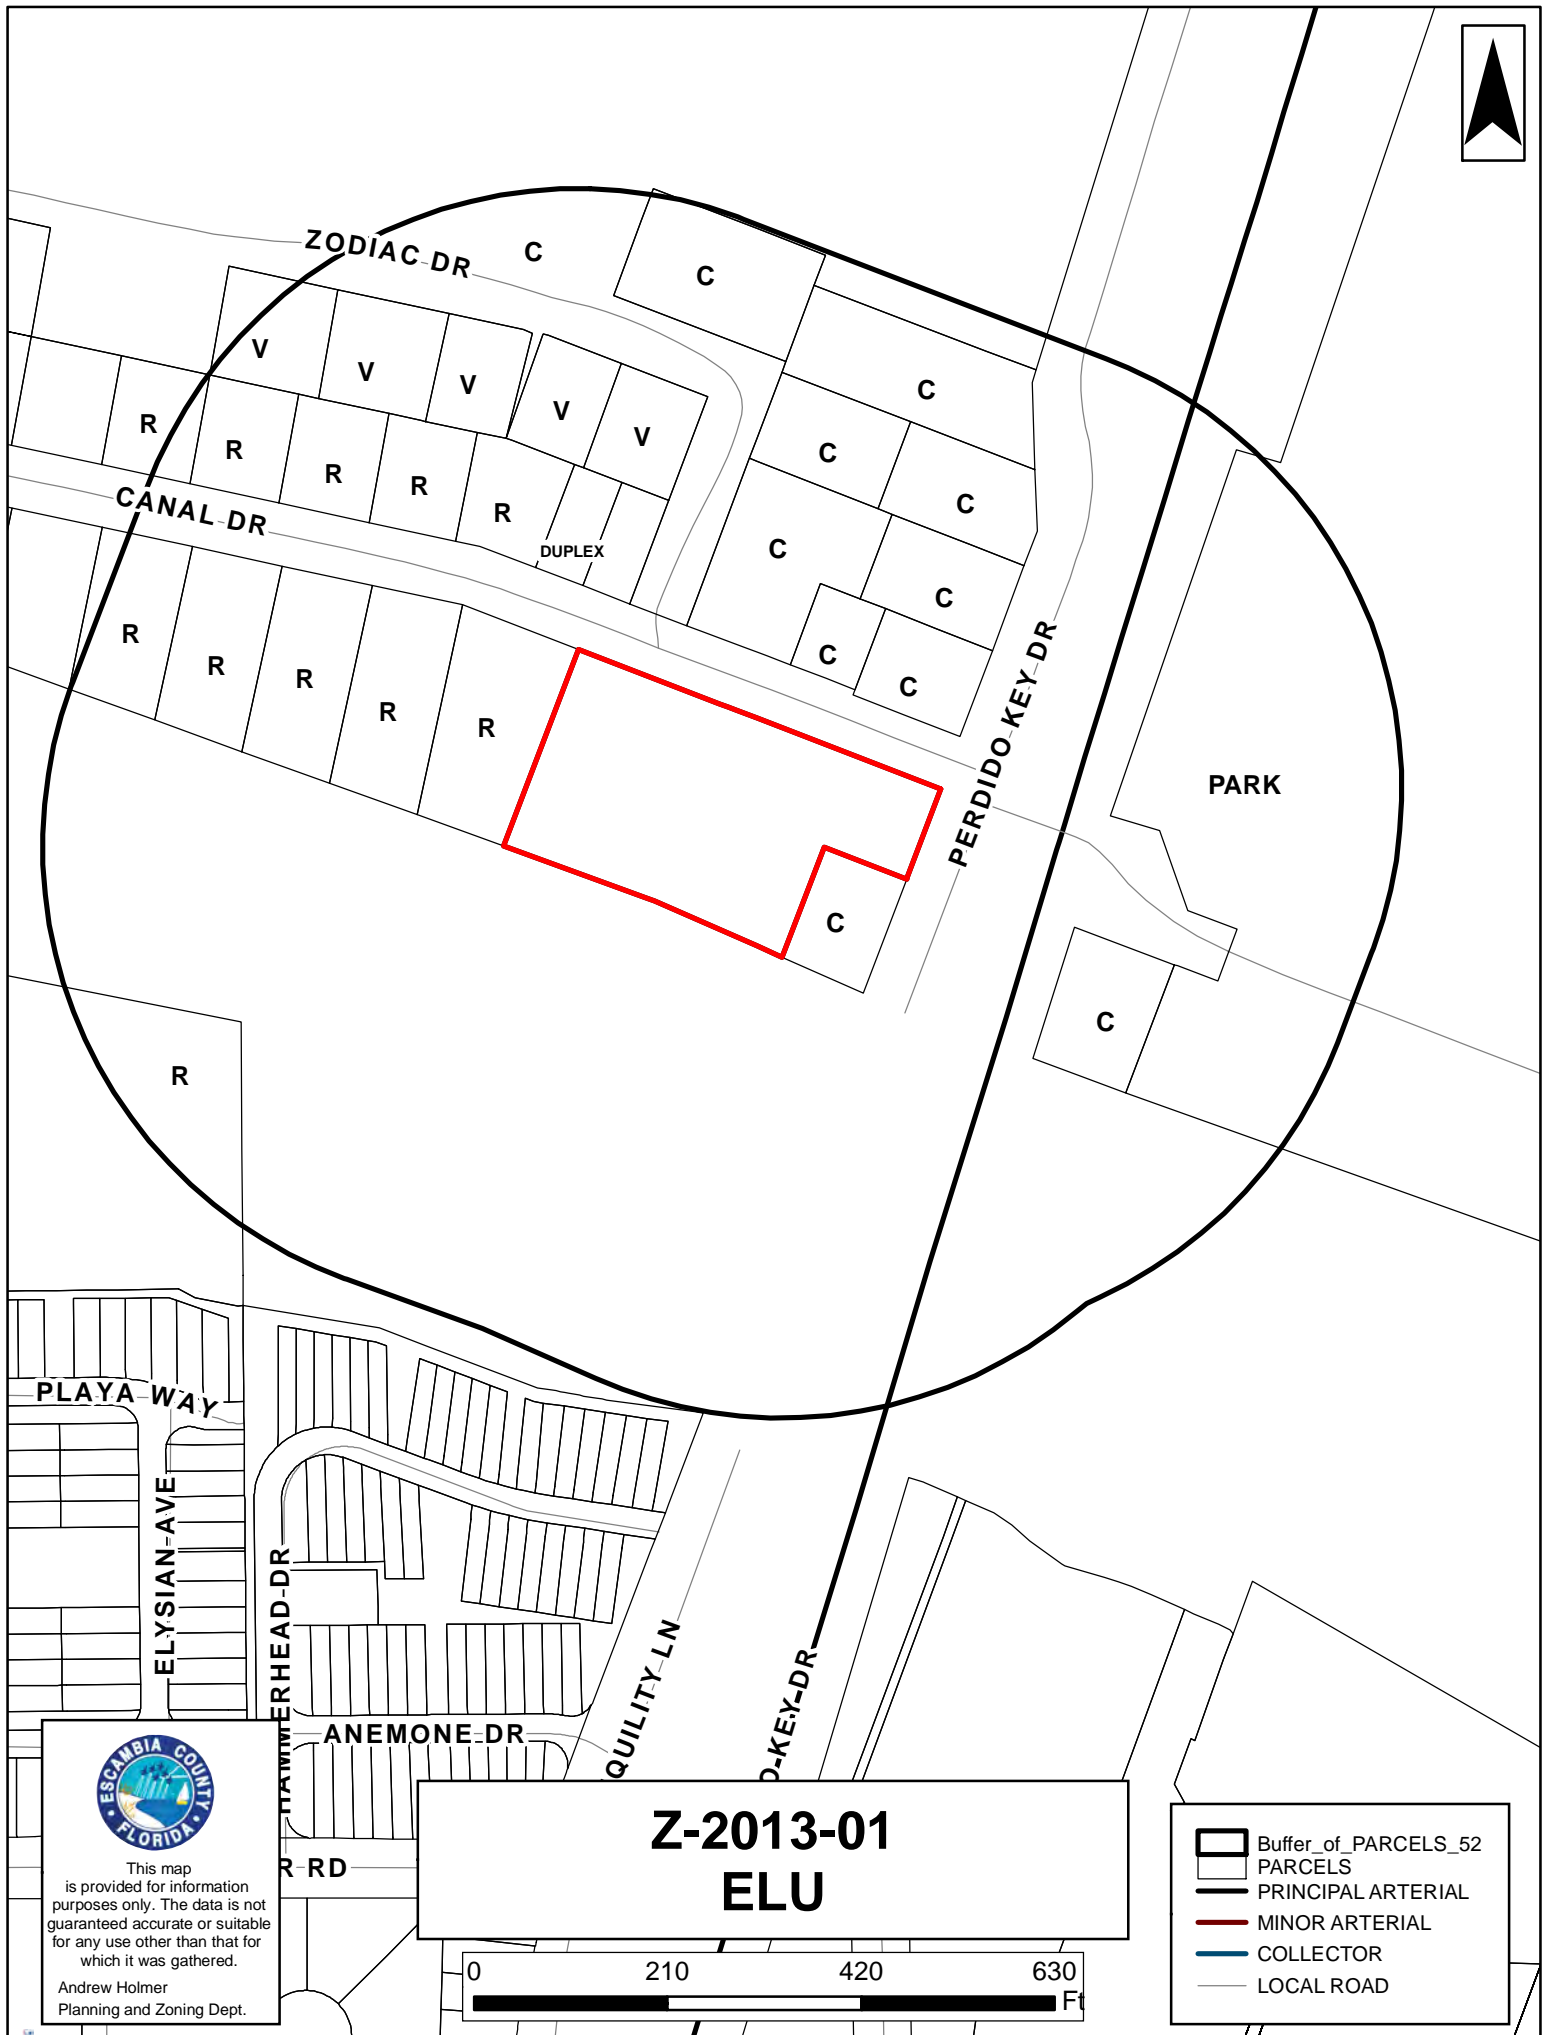 ZODIAC DR
C
C
V
V
V
V
V
C
C
C
C
C
C
C
R
R
R
R
R
CANAL DR
DUPLEX
R
R
R
R
R
PERDIDO KEY DR
PARK
C
C
R
PLAYA WAY
ELYSIAN AVE
HAMMERHEAD DR
ANEMONE DR
QUILITY LN
O KEY DR
R RD
ESCAMBIA COUNTY
FLORIDA
This map
is provided for information
purposes only. The data is not
guaranteed accurate or suitable
for any use other than that for
which it was gathered.
Andrew Holmer
Planning and Zoning Dept.
Z-2013-01
ELU
0 210 420 630
Ft
Buffer_of_PARCELS_52
PARCELS
PRINCIPAL ARTERIAL
MINOR ARTERIAL
COLLECTOR
LOCAL ROAD